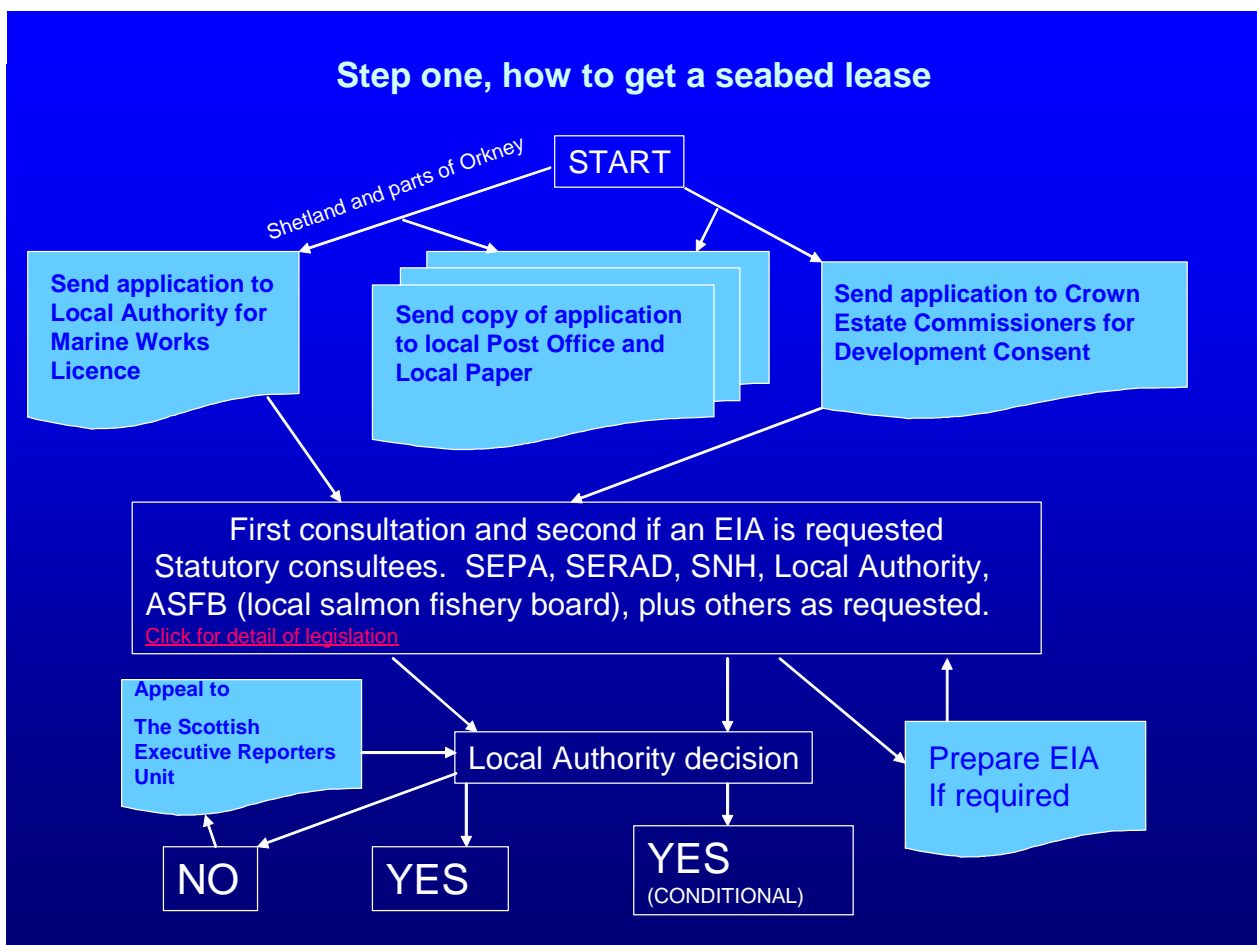 Step one, how to get a seabed lease
START
Shetland and parts of Orkney
Send application to
Local Authority for
Marine Works
Licence
Send copy of application
to local Post Office and
Local Paper
Send application to Crown
Estate Commissioners for
Development Consent
First consultation and second if an EIA is requested
Statutory consultees. SEPA, SERAD, SNH, Local Authority,
ASFB (local salmon fishery board), plus others as requested.
Click for detail of legislation
Appeal to
The Scottish
Executive Reporters
Unit
Local Authority decision
Prepare EIA
If required
NO
YES
YES
(CONDITIONAL)